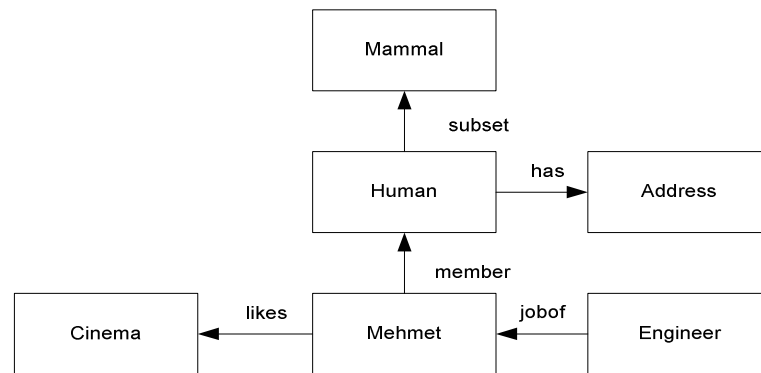 Mammal
subset
has
Human
Address
member
likes
jobof
Cinema
Mehmet
Engineer